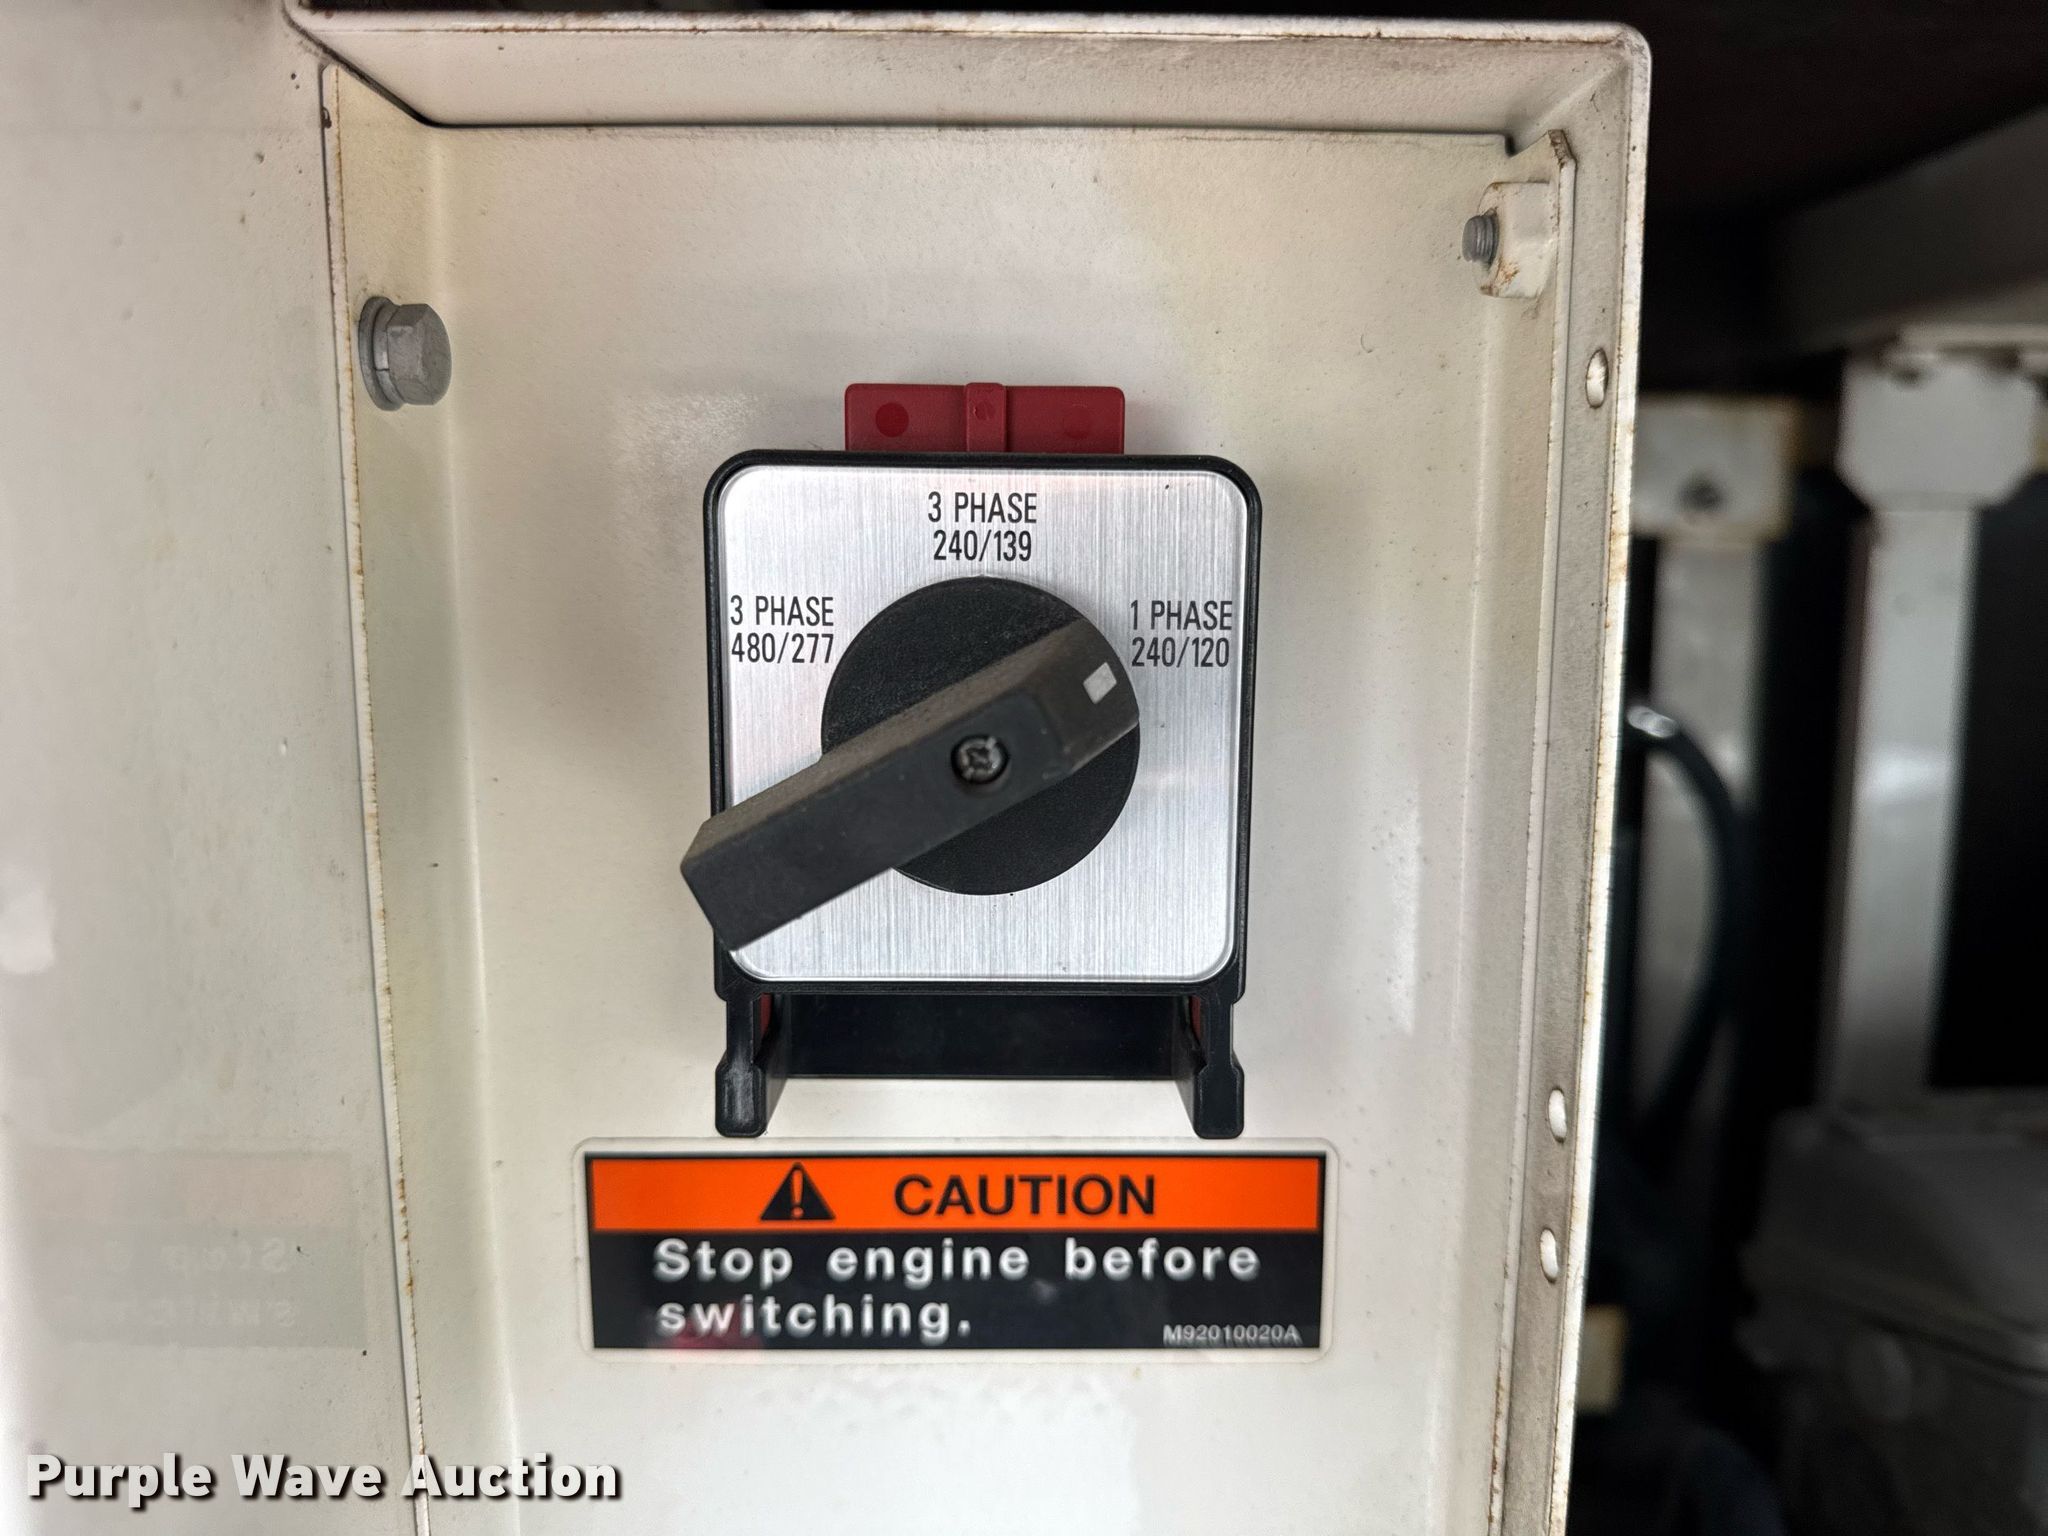 3 PHASE
240/139
3 PHASE
480/277
1 PHASE
240/120
CAUTION
Stop engine before
switching.
M92010020A
Purple Wave Auction